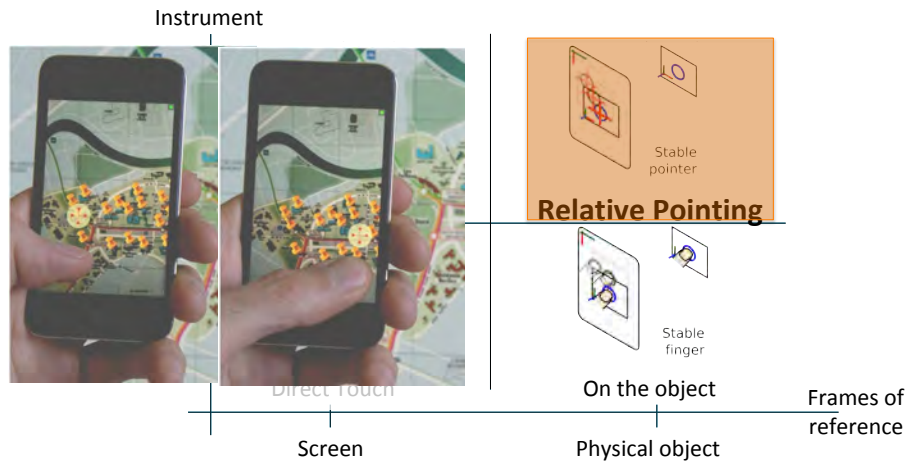 Instrument
Stable
pointer
Relative Pointing
Stable
finger
Direct Touch
On the object
Frames of
reference
Screen
Physical object